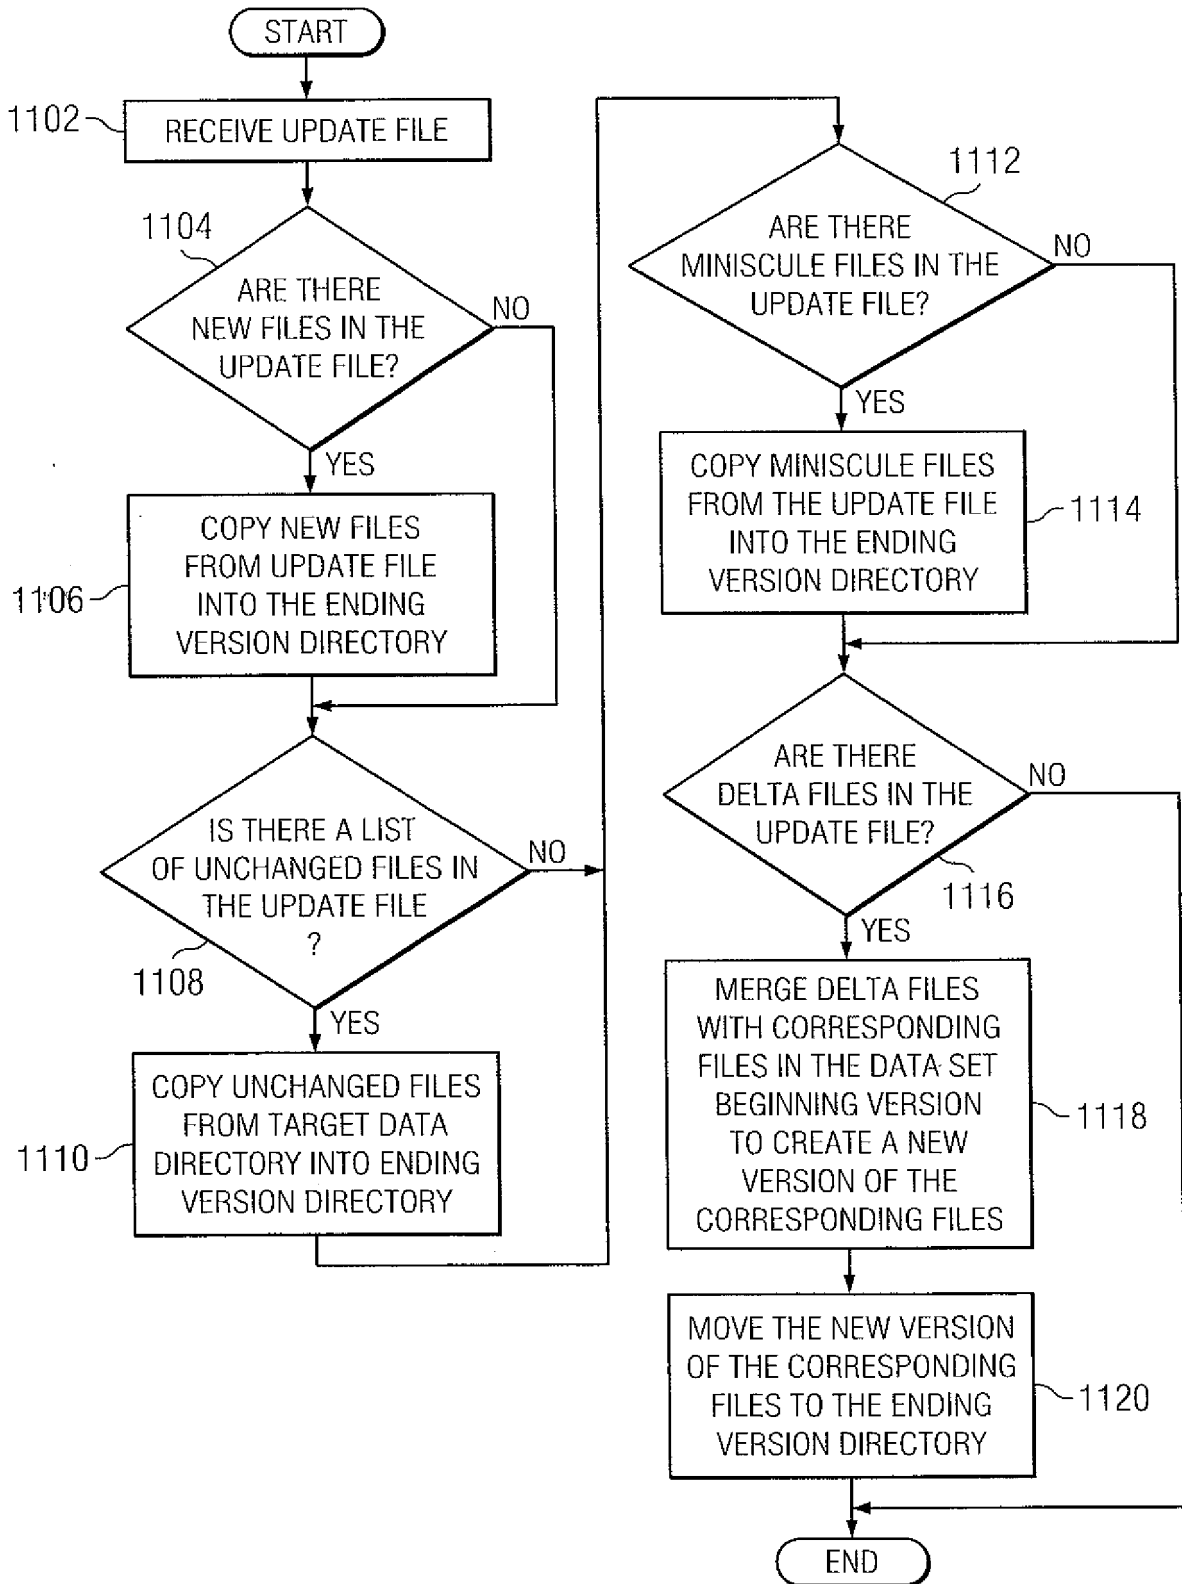 START
1102
RECEIVE UPDATE FILE
1104
ARE THERE
NEW FILES IN THE
UPDATE FILE?
NO
YES
1106
COPY NEW FILES
FROM UPDATE FILE
INTO THE ENDING
VERSION DIRECTORY
IS THERE A LIST
OF UNCHANGED FILES IN
THE UPDATE FILE
?
NO
1108
YES
1110
COPY UNCHANGED FILES
FROM TARGET DATA
DIRECTORY INTO ENDING
VERSION DIRECTORY
1112
ARE THERE
MINISCULE FILES IN THE
UPDATE FILE?
NO
YES
COPY MINISCULE FILES
FROM THE UPDATE FILE
INTO THE ENDING
VERSION DIRECTORY
1114
ARE THERE
DELTA FILES IN THE
UPDATE FILE?
NO
1116
YES
MERGE DELTA FILES
WITH CORRESPONDING
FILES IN THE DATA SET
BEGINNING VERSION
TO CREATE A NEW
VERSION OF THE
CORRESPONDING FILES
1118
MOVE THE NEW VERSION
OF THE CORRESPONDING
FILES TO THE ENDING
VERSION DIRECTORY
1120
END